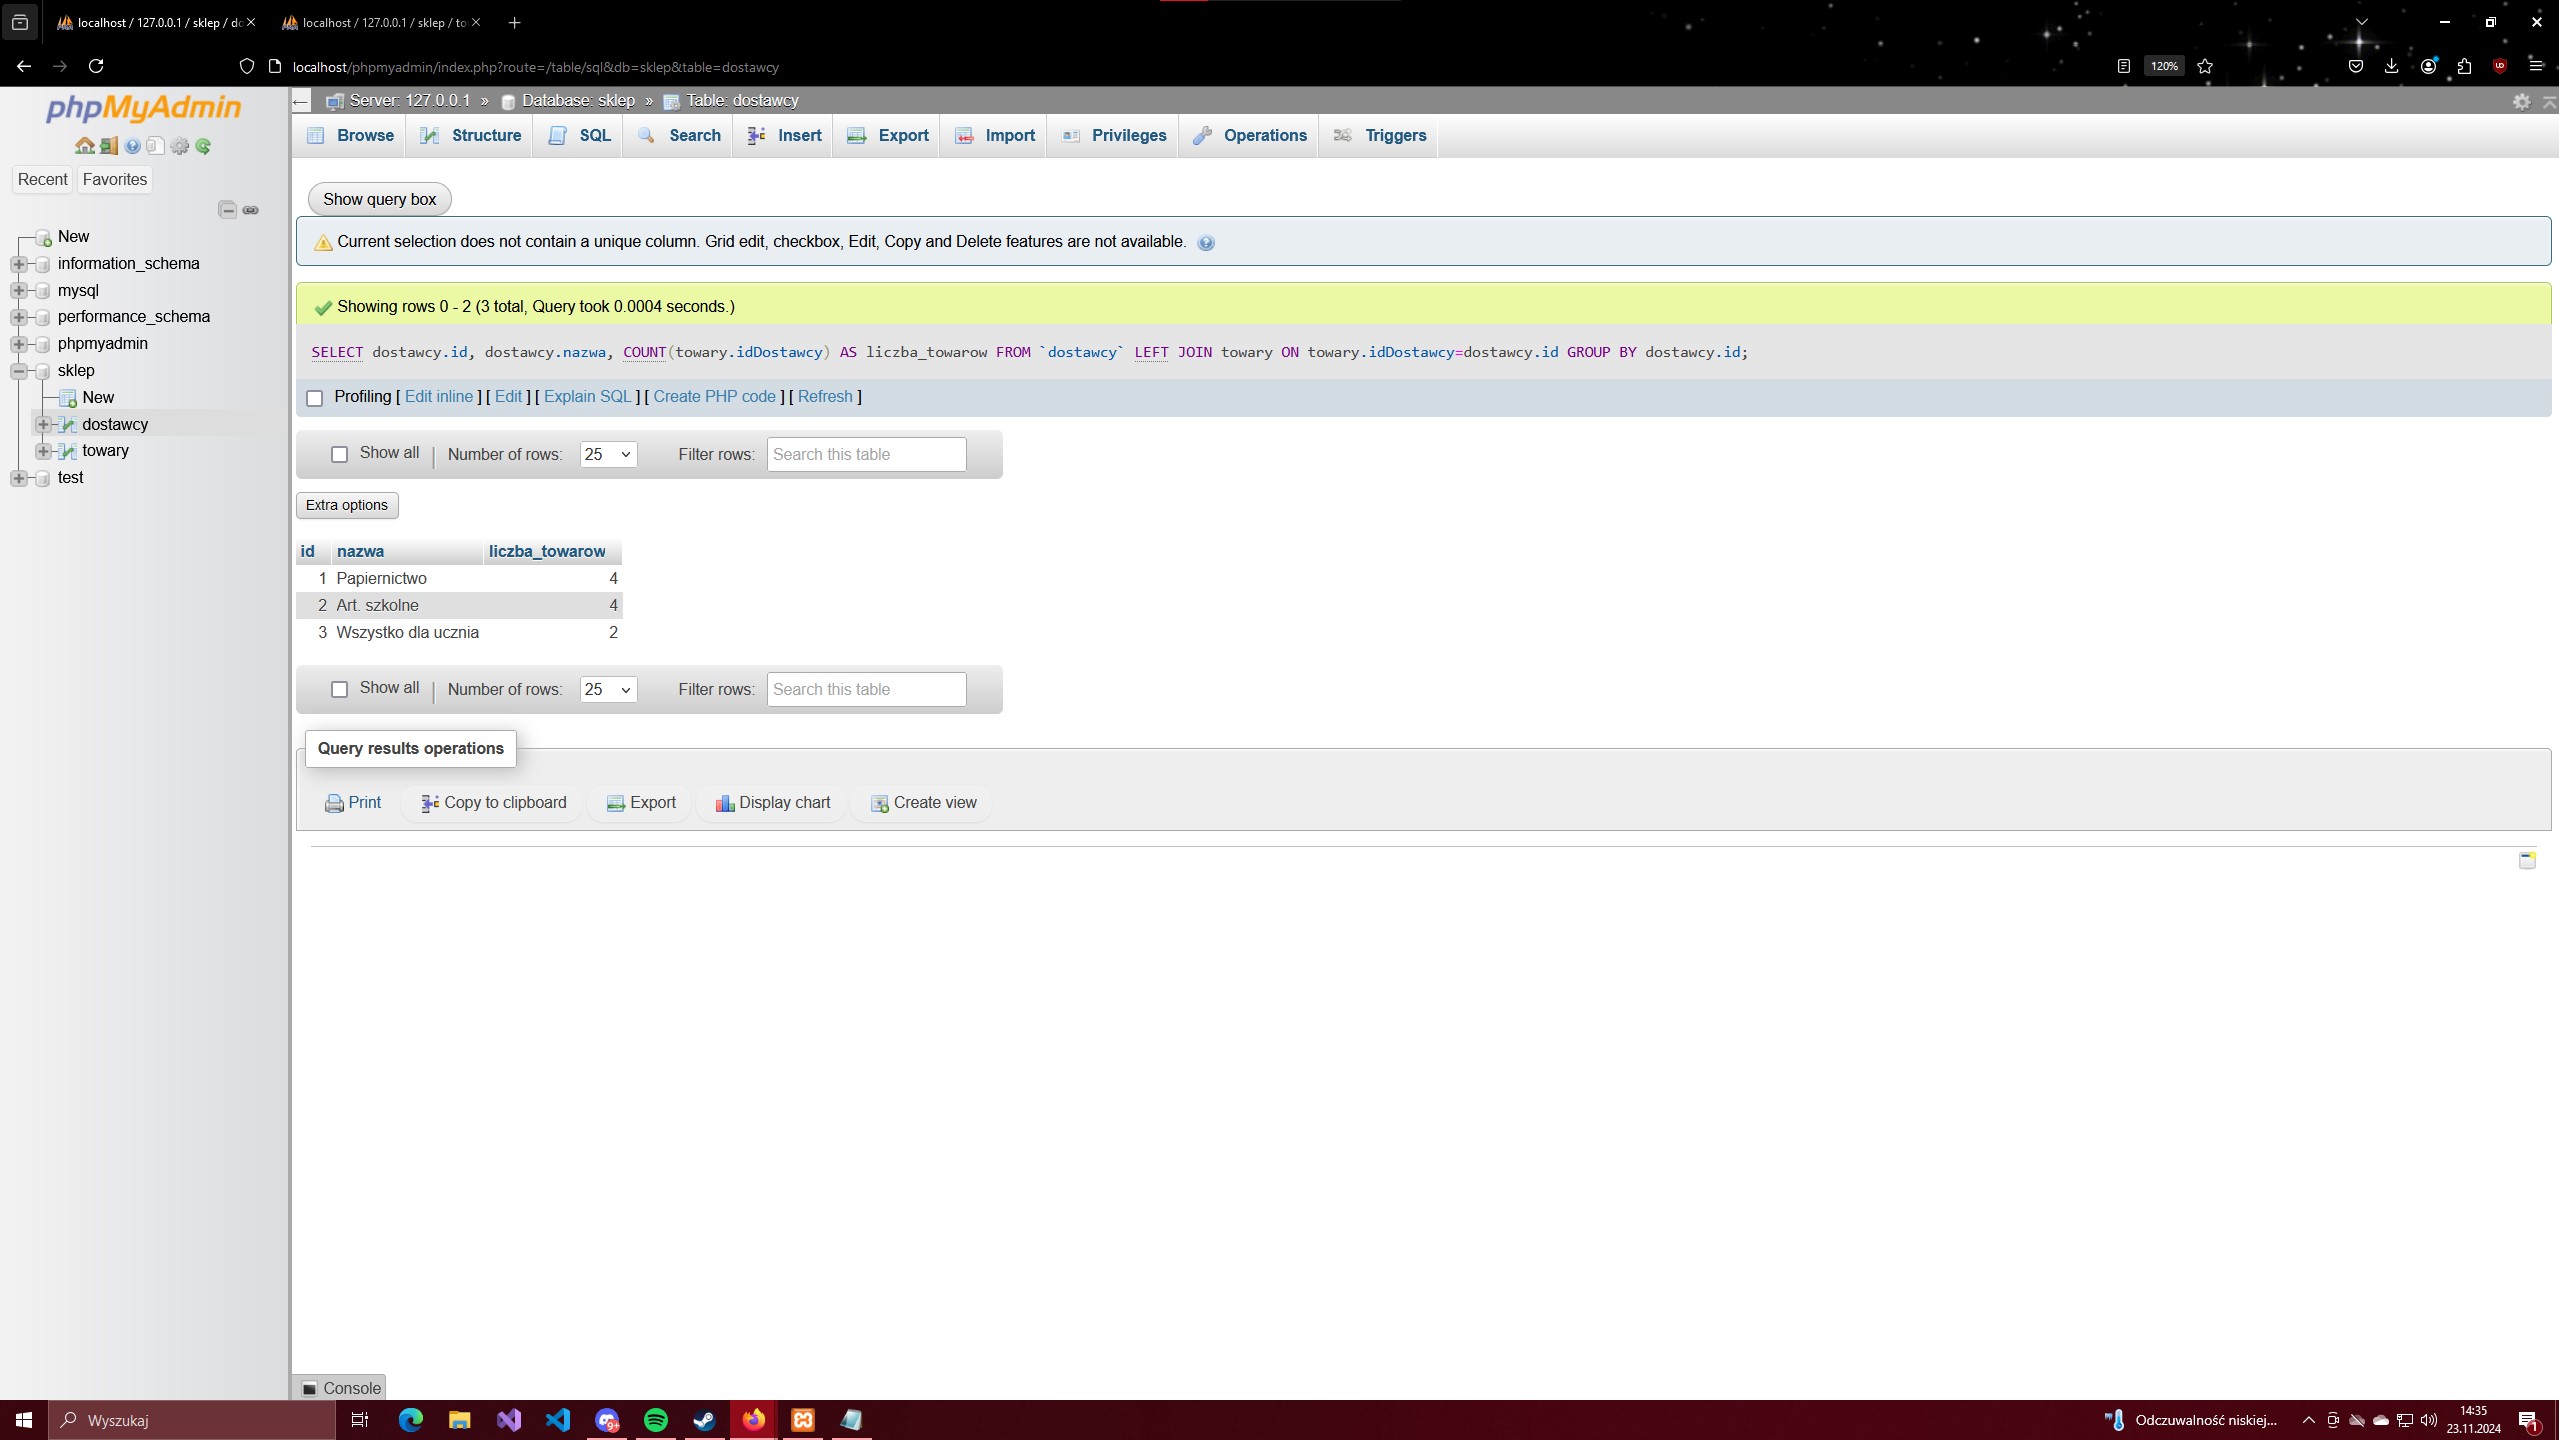 localhost / 127.0.0.1 / sklep / do
localhost / 127.0.0.1 / sklep / to
localhost/phpmyadmin/index.php?route=/table/sql&db=sklep&table=dostawcy
120%
phpMyAdmin
Recent Favorites
New
information_schema
mysql
performance_schema
phpmyadmin
sklep
New
dostawcy
towary
test
Server: 127.0.0.1 » Database: sklep » Table: dostawcy
Browse Structure SQL Search Insert Export Import Privileges Operations Triggers
Show query box
Current selection does not contain a unique column. Grid edit, checkbox, Edit, Copy and Delete features are not available.
Showing rows 0 - 2 (3 total, Query took 0.0004 seconds.)
SELECT dostawcy.id, dostawcy.nazwa, COUNT(towary.idDostawcy) AS liczba_towarow FROM `dostawcy` LEFT JOIN towary ON towary.idDostawcy=dostawcy.id GROUP BY dostawcy.id;
Profiling [ Edit inline ] [ Edit ] [ Explain SQL ] [ Create PHP code ] [ Refresh ]
Show all | Number of rows: 25 Filter rows: Search this table
Extra options
id nazwa liczba_towarow
1 Papiernictwo 4
2 Art. szkolne 4
3 Wszystko dla ucznia 2
Show all | Number of rows: 25 Filter rows: Search this table
Query results operations
Print Copy to clipboard Export Display chart Create view
Console
Wyszukaj
9+
Odczuwalność niskiej...
14:35
23.11.2024
1